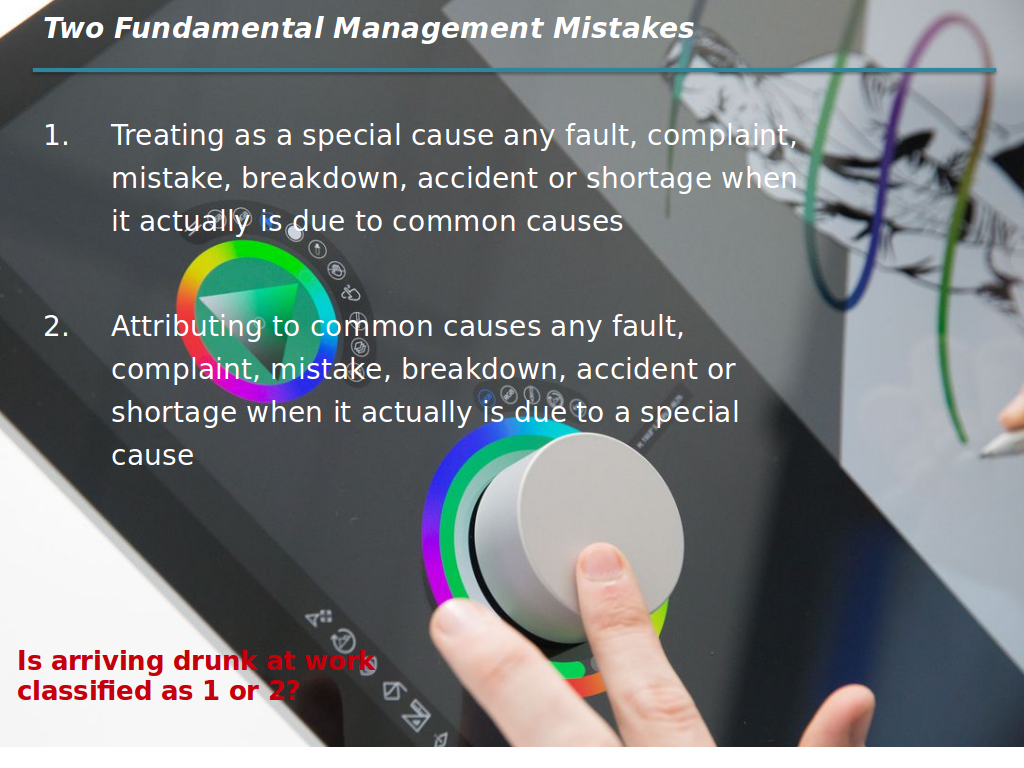 Two Fundamental Management Mistakes
1. Treating as a special cause any fault, complaint,
mistake, breakdown, accident or shortage when
it actually is due to common causes
2. Attributing to common causes any fault,
complaint, mistake, breakdown, accident or
shortage when it actually is due to a special
cause
Is arriving drunk at work
classified as 1 or 2?